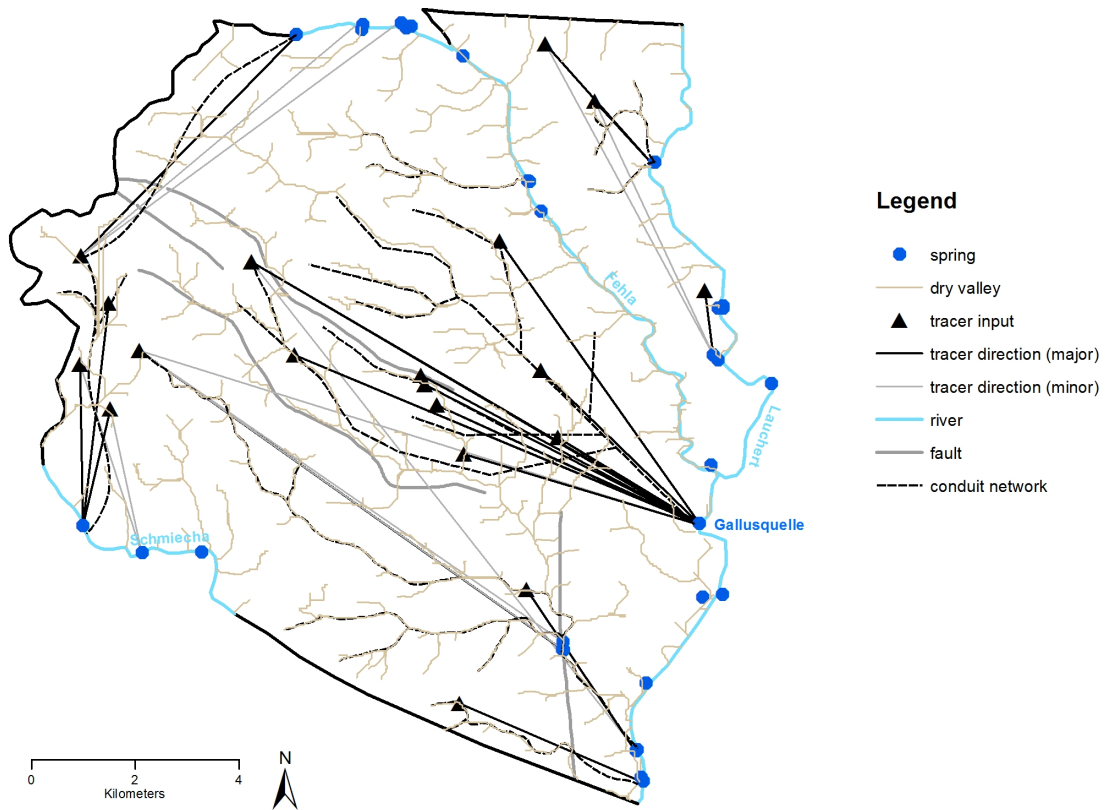 Fehla
Lauchert
Gallusquelle
Schmiecha
Legend
spring
dry valley
tracer input
tracer direction (major)
tracer direction (minor)
river
fault
conduit network
N
0 2 4
Kilometers